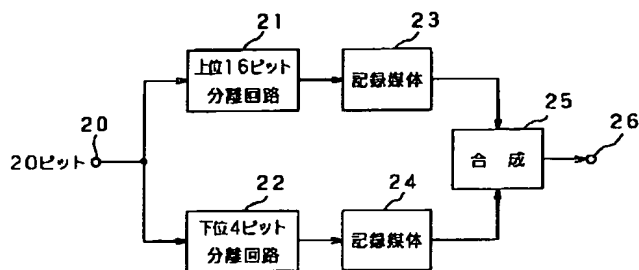 21
上位16ビット
分離回路
23
記録媒体
25
合成
26
20
20ビット
22
下位4ビット
分離回路
24
記録媒体